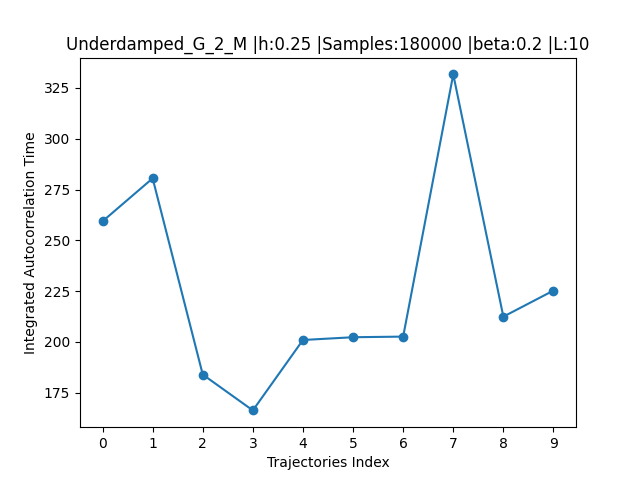 Underdamped_G_2_M |h:0.25 |Samples:180000 |beta:0.2 |L:10
Integrated Autocorrelation Time
325
300
275
250
225
200
175
0 1 2 3 4 5 6 7 8 9
Trajectories Index